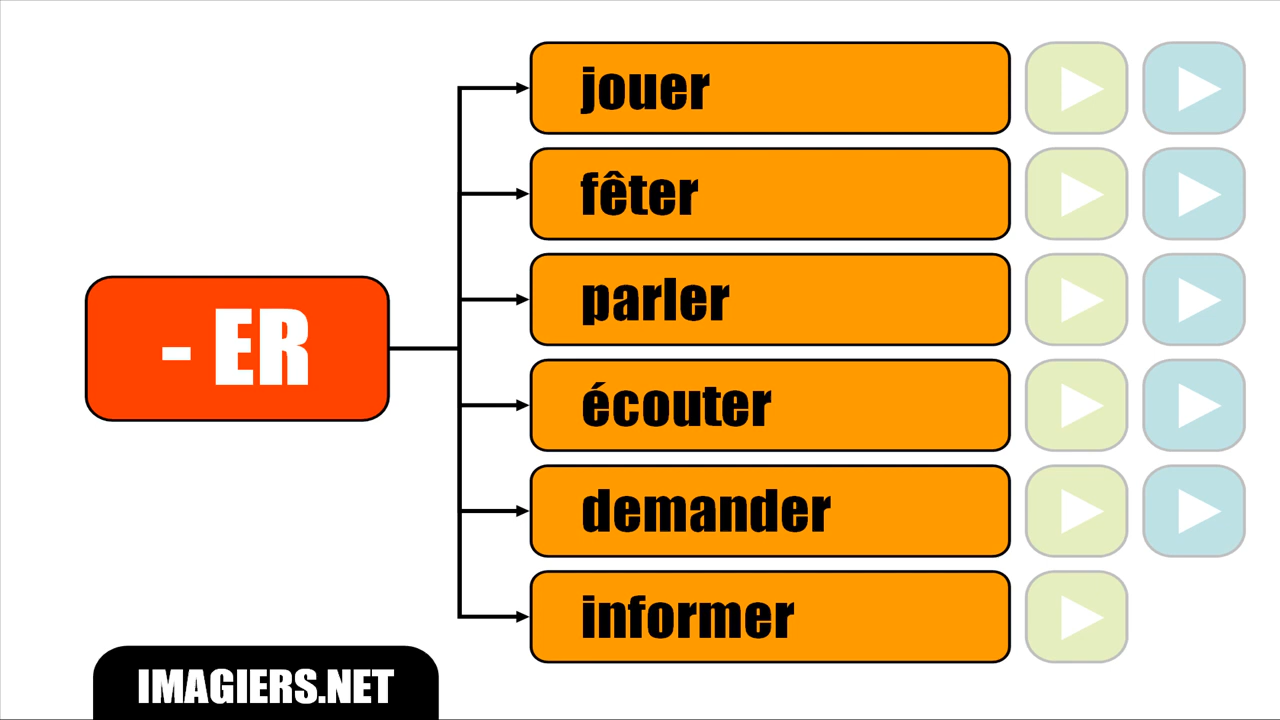 jouer
fêter
parler
- ER
écouter
demander
informer
IMAGIERS.NET